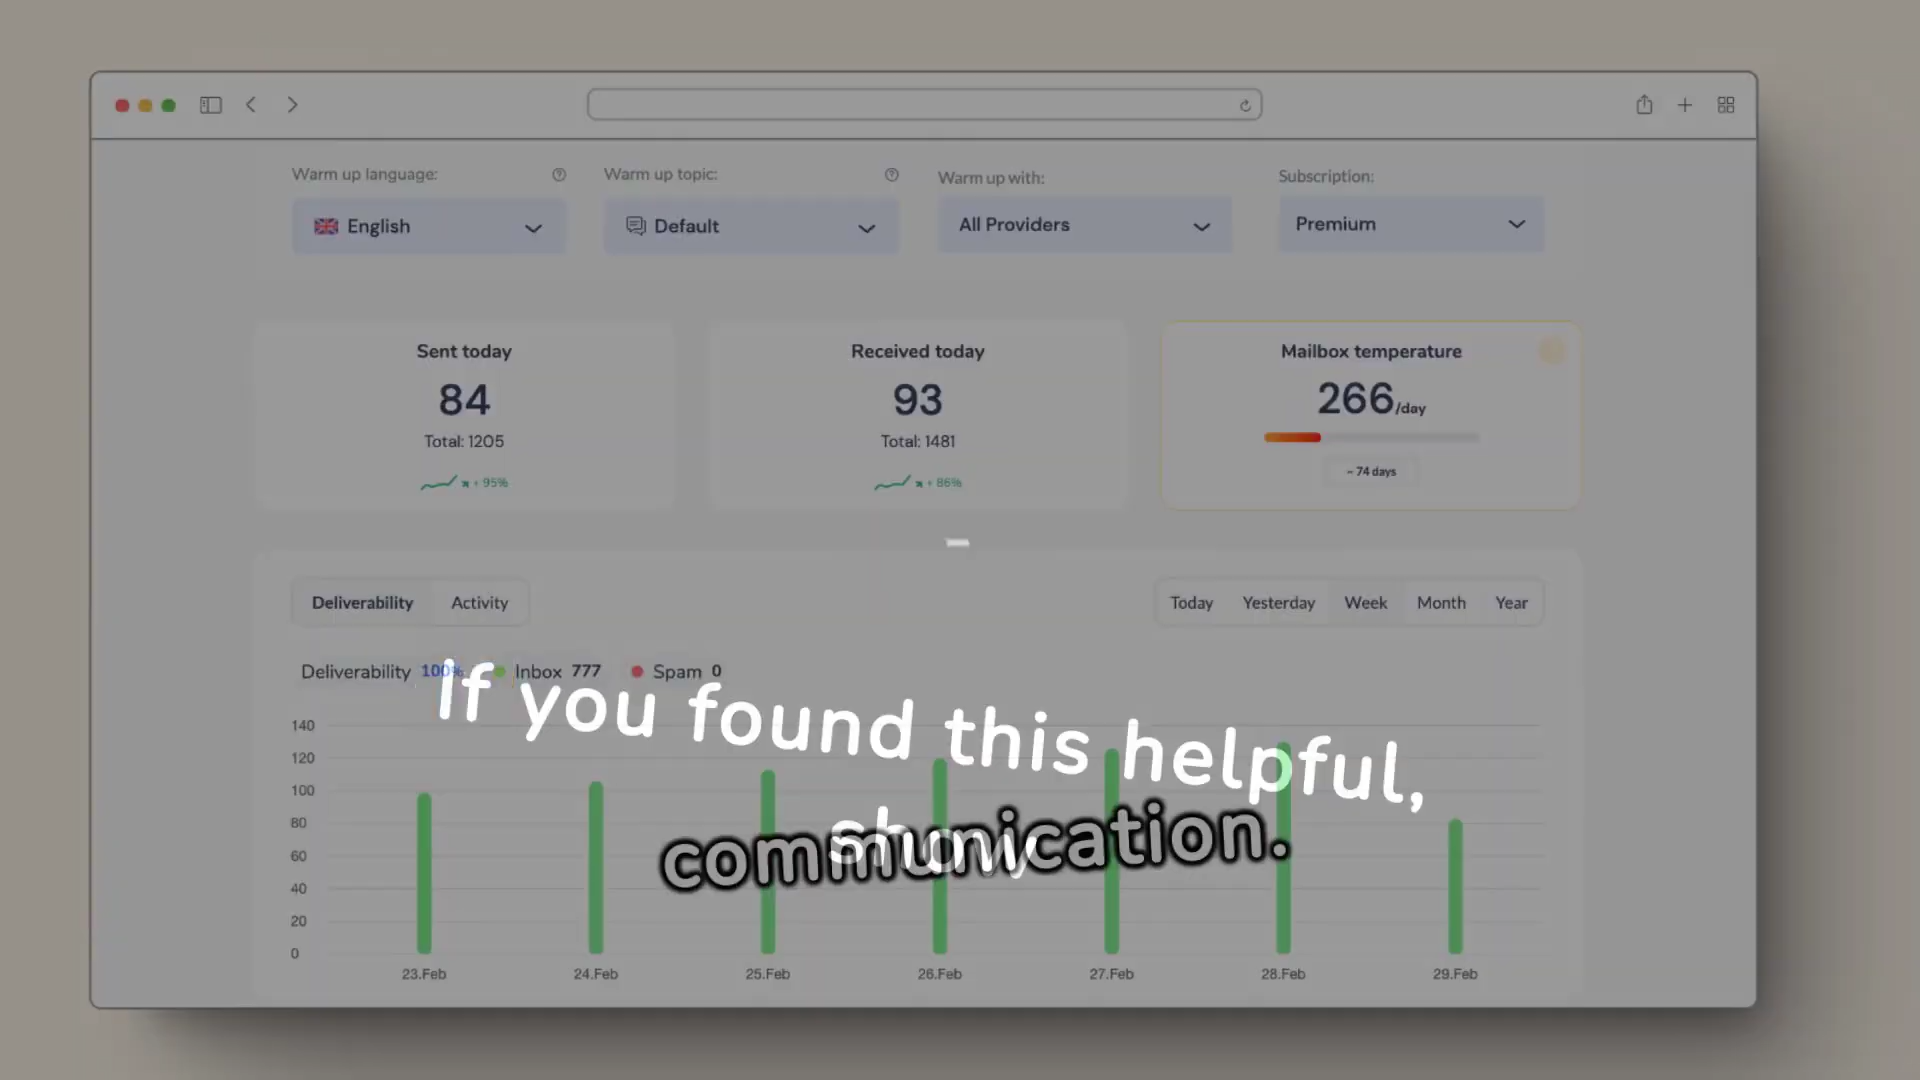 Warm up language:
Warm up topic:
Warm up with:
Subscription:
English
Default
All Providers
Premium
Sent today
84
Total: 1205
+ 95%
Received today
93
Total: 1481
+ 86%
Mailbox temperature
266/day
~ 74 days
Deliverability Activity
Today Yesterday Week Month Year
Deliverability 100% Inbox 777 Spam 0
If you found this helpful,
communication.
140
120
100
80
60
40
20
0
23.Feb 24.Feb 25.Feb 26.Feb 27.Feb 28.Feb 29.Feb